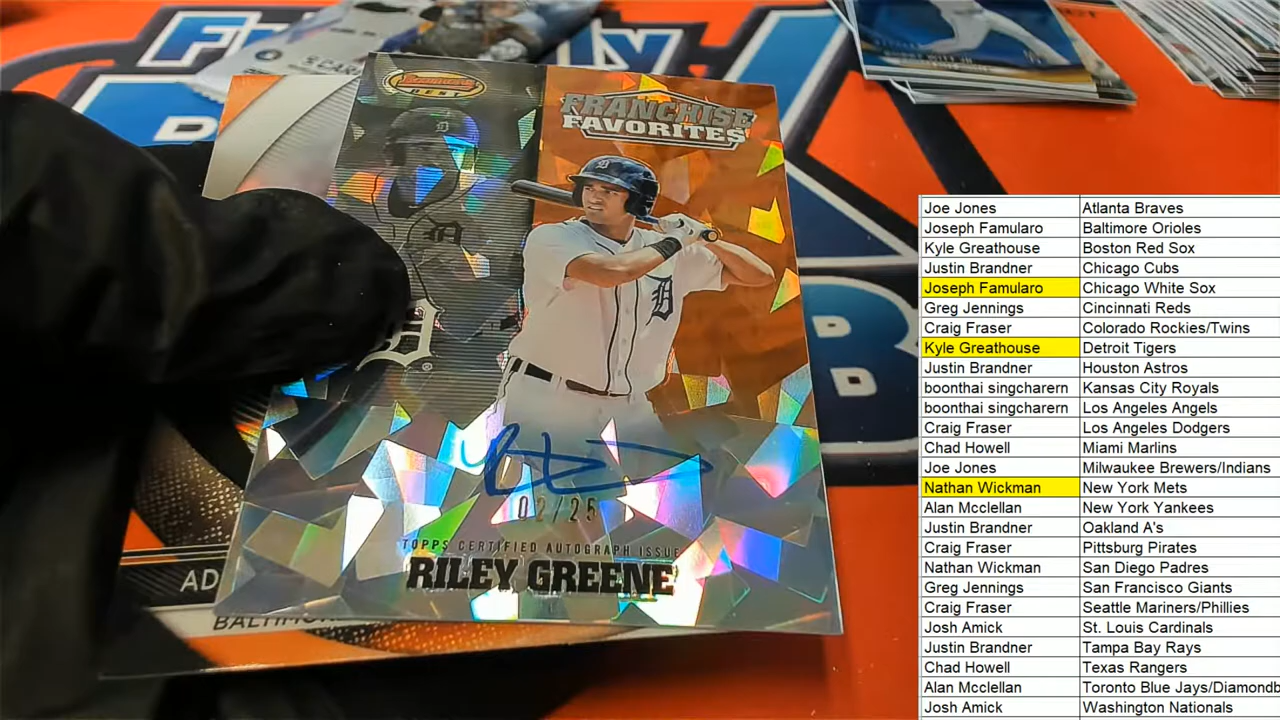 Bowman's
BEST
FRANCHISE
FAVORITES
02/25
TOPPS CERTIFIED AUTOGRAPH ISSUE
RILEY GREENE
AD
Joe Jones Atlanta Braves
Joseph Famularo Baltimore Orioles
Kyle Greathouse Boston Red Sox
Justin Brandner Chicago Cubs
Joseph Famularo Chicago White Sox
Greg Jennings Cincinnati Reds
Craig Fraser Colorado Rockies/Twins
Kyle Greathouse Detroit Tigers
Justin Brandner Houston Astros
boonthai singcharern Kansas City Royals
boonthai singcharern Los Angeles Angels
Craig Fraser Los Angeles Dodgers
Chad Howell Miami Marlins
Joe Jones Milwaukee Brewers/Indians
Nathan Wickman New York Mets
Alan Mcclellan New York Yankees
Justin Brandner Oakland A's
Craig Fraser Pittsburg Pirates
Nathan Wickman San Diego Padres
Greg Jennings San Francisco Giants
Craig Fraser Seattle Mariners/Phillies
Josh Amick St. Louis Cardinals
Justin Brandner Tampa Bay Rays
Chad Howell Texas Rangers
Alan Mcclellan Toronto Blue Jays/Diamondb
Josh Amick Washington Nationals